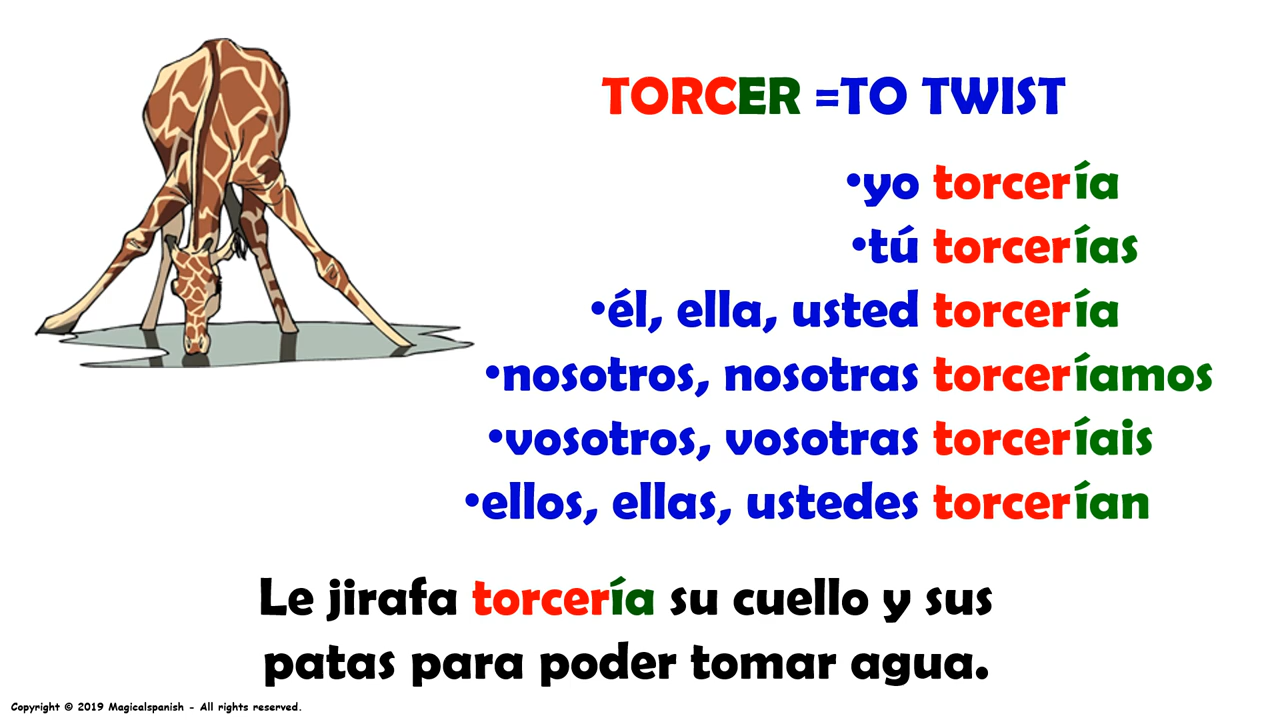 TORCER =TO TWIST
•yo torcería
•tú torcerías
•él, ella, usted torcería
•nosotros, nosotras torceríamos
•vosotros, vosotras torceríais
•ellos, ellas, ustedes torcerían
Le jirafa torcería su cuello y sus
patas para poder tomar agua.
Copyright © 2019 Magicalspanish - All rights reserved.